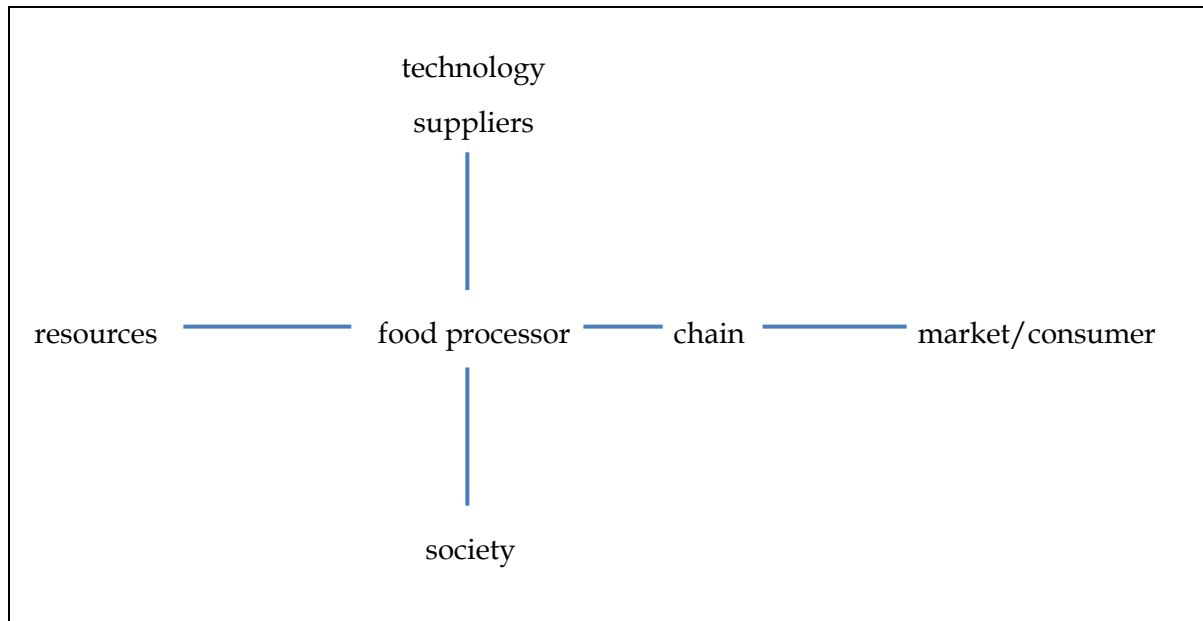 technology
suppliers
resources food processor chain market/consumer
society